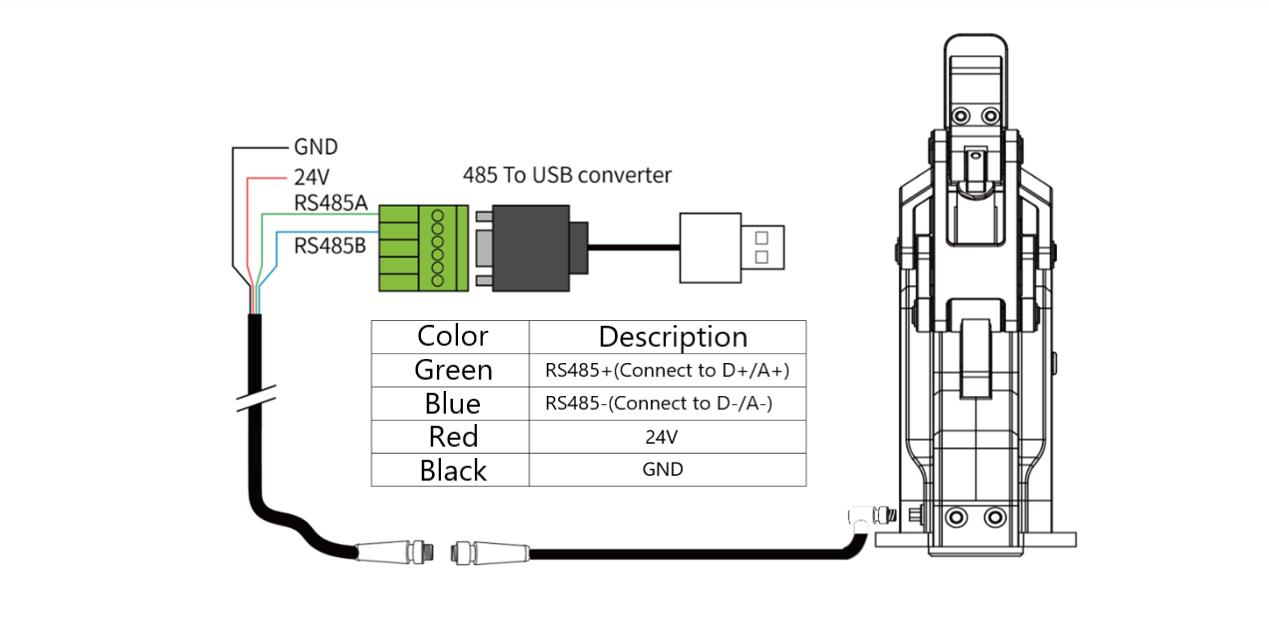 GND
24V
RS485A
RS485B
485 To USB converter
Color Description
Green RS485+(Connect to D+/A+)
Blue RS485-(Connect to D-/A-)
Red 24V
Black GND